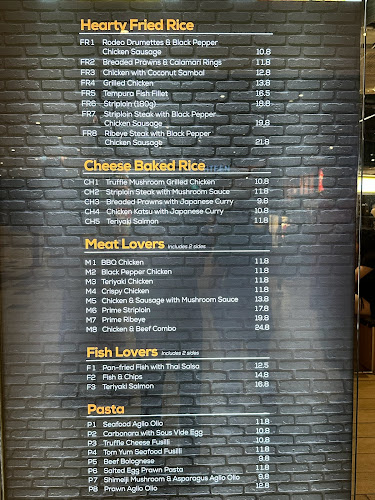 Hearty Fried Rice
FR1 Rodeo Drumettes & Black Pepper
Chicken Sausage 10.8
FR2 Breaded Prawns & Calamari Rings 11.8
FR3 Chicken with Coconut Sambal 12.8
FR4 Grilled Chicken 13.8
FR5 Tempura Fish Fillet 16.5
FR6 Striploin (180g) 18.8
FR7 Striploin Steak with Black Pepper
Chicken Sausage 19.8
FR8 Ribeye Steak with Black Pepper
Chicken Sausage 21.8
Cheese Baked Rice
CH1 Truffle Mushroom Grilled Chicken 10.8
CH2 Striploin Steak with Mushroom Sauce 11.8
CH3 Breaded Prawns with Japanese Curry 9.8
CH4 Chicken Katsu with Japanese Curry 10.8
CH5 Teriyaki Salmon 11.8
Meat Lovers Includes 2 sides
M1 BBQ Chicken 11.8
M2 Black Pepper Chicken 11.8
M3 Teriyaki Chicken 11.8
M4 Crispy Chicken 11.8
M5 Chicken & Sausage with Mushroom Sauce 13.8
M6 Prime Striploin 17.8
M7 Prime Ribeye 19.8
M8 Chicken & Beef Combo 24.8
Fish Lovers Includes 2 sides
F1 Pan-fried Fish with Thai Salsa 12.5
F2 Fish & Chips 14.8
F3 Teriyaki Salmon 16.8
Pasta
P1 Seafood Aglio Olio 11.8
P2 Carbonara with Sous Vide Egg 10.8
P3 Truffle Cheese Fusilli 10.8
P4 Tom Yum Seafood Fusilli 11.8
P5 Beef Bolognese 9.8
P6 Salted Egg Prawn Pasta 11.8
P7 Shimeiji Mushroom & Asparagus Aglio Olio 9.8
P8 Prawn Aglio Olio 12.8